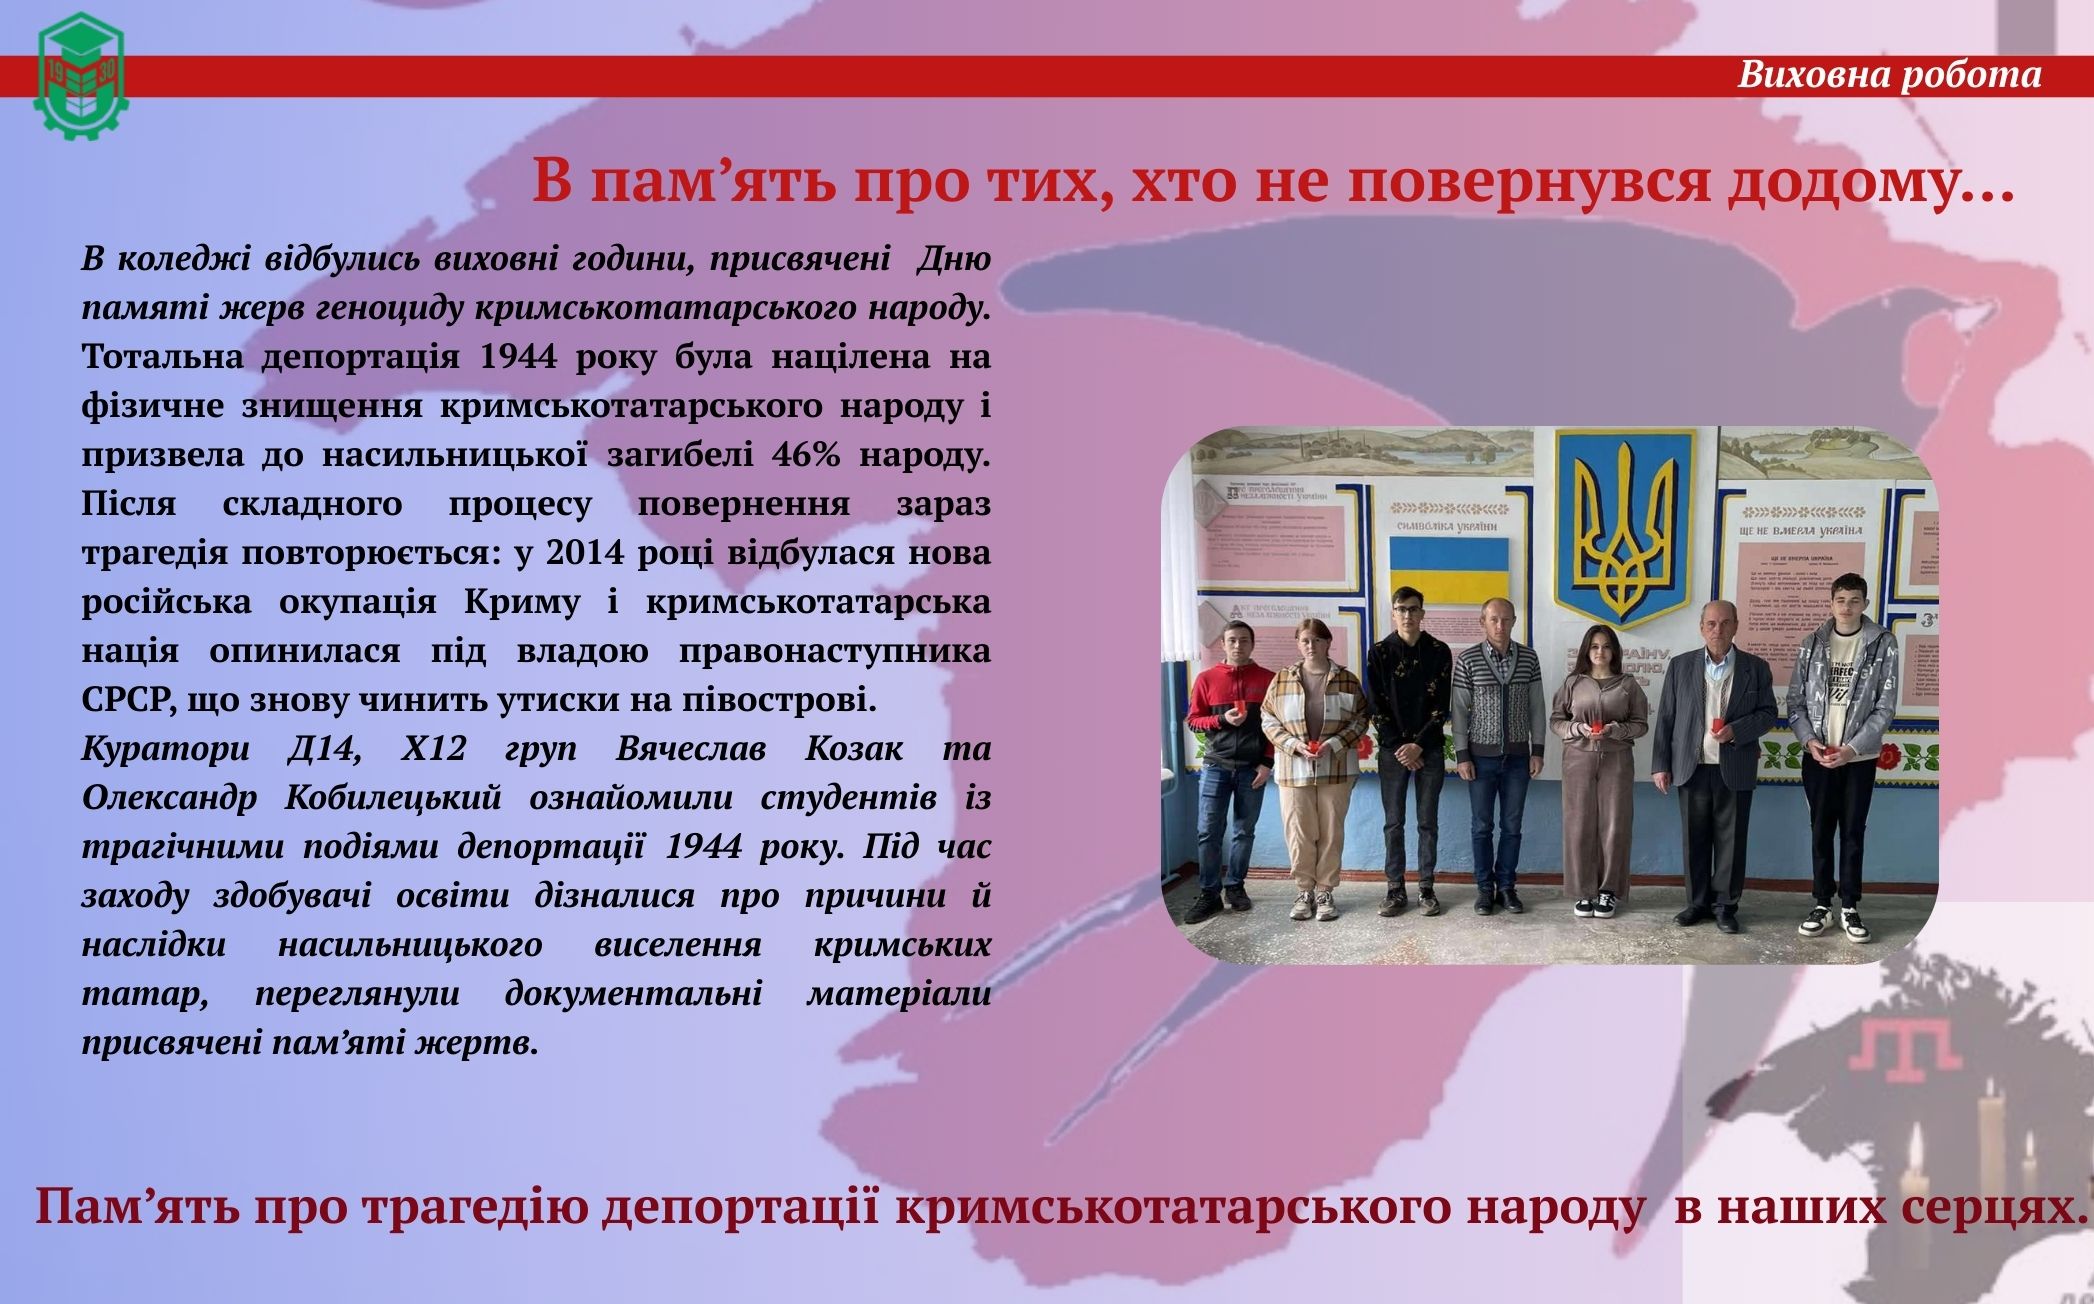 19 30
Виховна робота
В пам’ять про тих, хто не повернувся додому...
В коледжі відбулись виховні години, присвячені Дню
памяті жерв геноциду кримськотатарського народу.
Тотальна депортація 1944 року була націлена на
фізичне знищення кримськотатарського народу і
призвела до насильницької загибелі 46% народу.
Після складного процесу повернення зараз
трагедія повторюється: у 2014 році відбулася нова
російська окупація Криму і кримськотатарська
нація опинилася під владою правонаступника
СРСР, що знову чинить утиски на півострові.
Куратори Д14, Х12 груп Вячеслав Козак та
Олександр Кобилецький ознайомили студентів із
трагічними подіями депортації 1944 року. Під час
заходу здобувачі освіти дізналися про причини й
наслідки насильницького виселення кримських
татар, переглянули документальні матеріали
присвячені пам’яті жертв.
СИМВОЛІКА УКРАЇНИ
ЩЕ НЕ ВМЕРЛА УКРАЇНА
Пам’ять про трагедію депортації кримськотатарського народу в наших серцях.